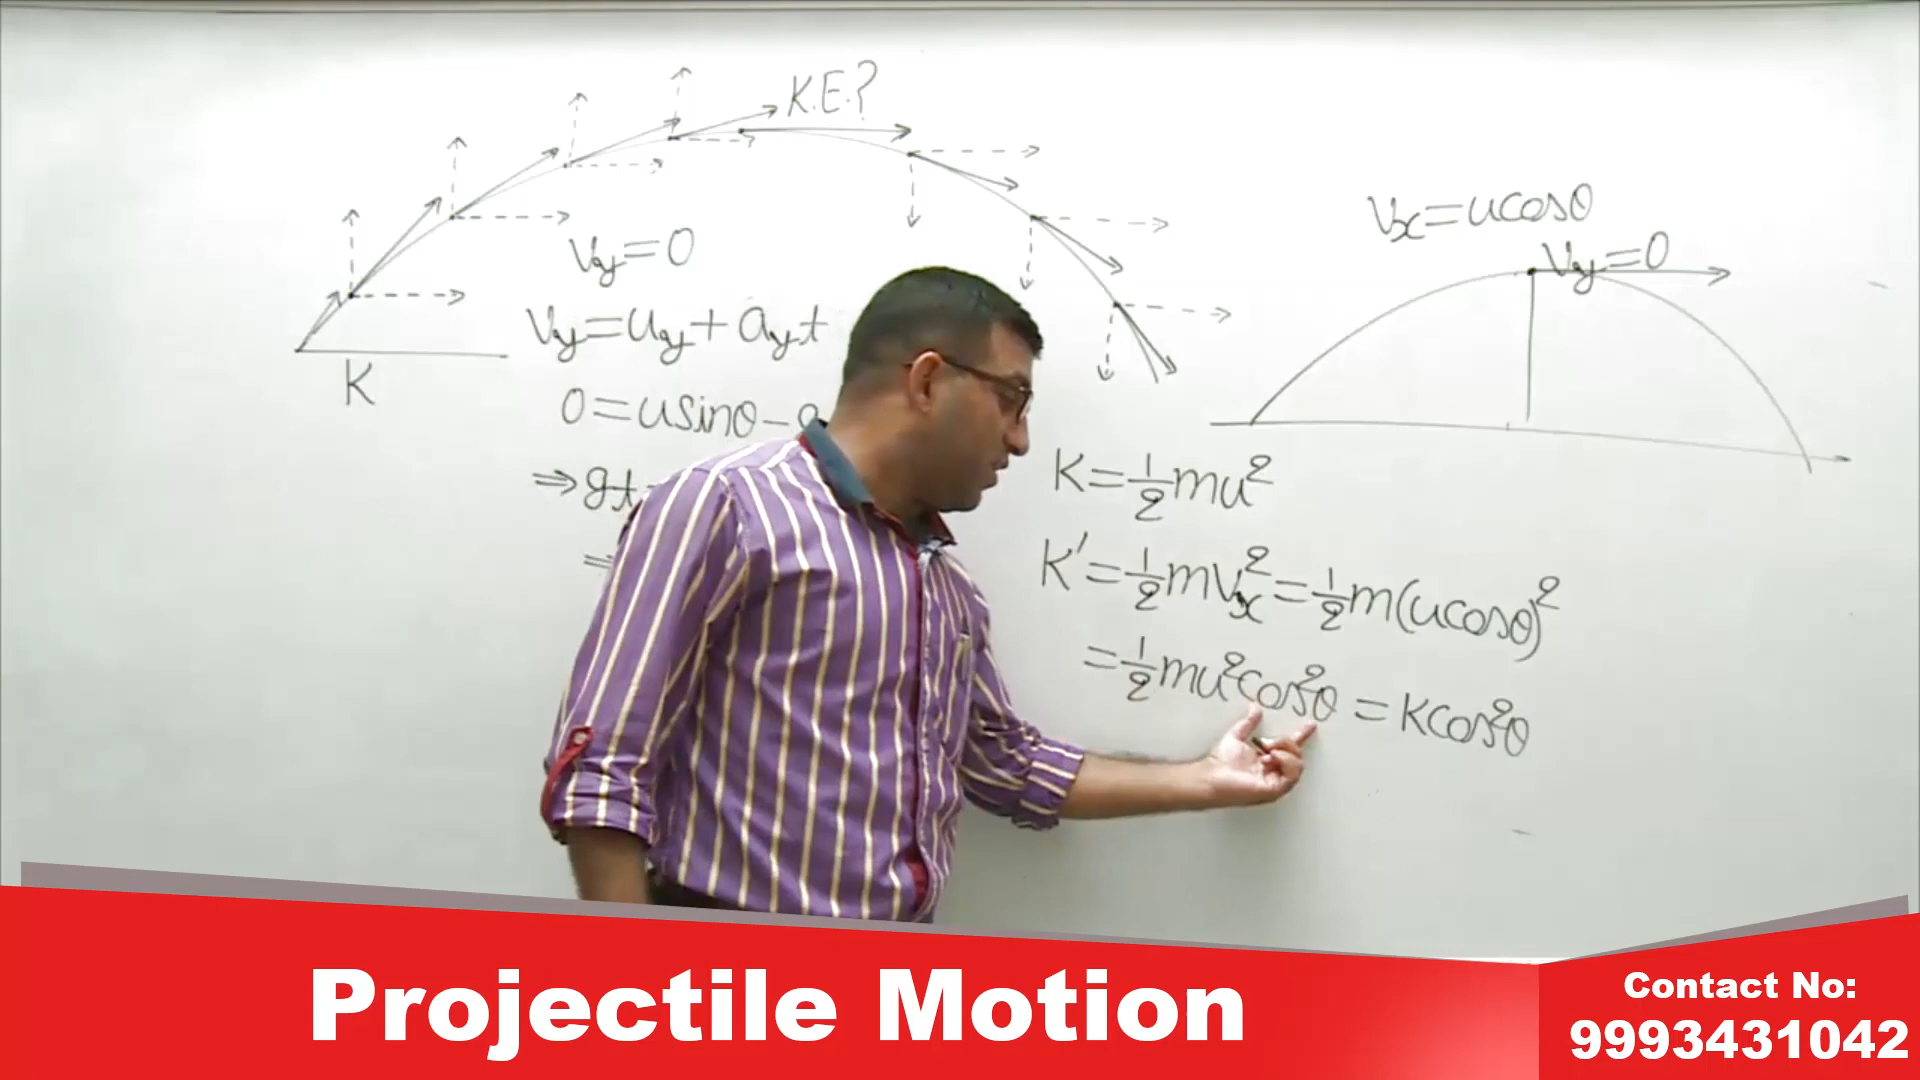 K.E.?
K
Vy=0
Vy=uy+ayt
0=usinθ-
⇒gt
⇒
Vx=ucosθ
Vy=0
K=½mu²
K'=½mVx²=½m(ucosθ)²
=½mu²cos²θ=Kcos²θ
Projectile Motion
Contact No:
9993431042